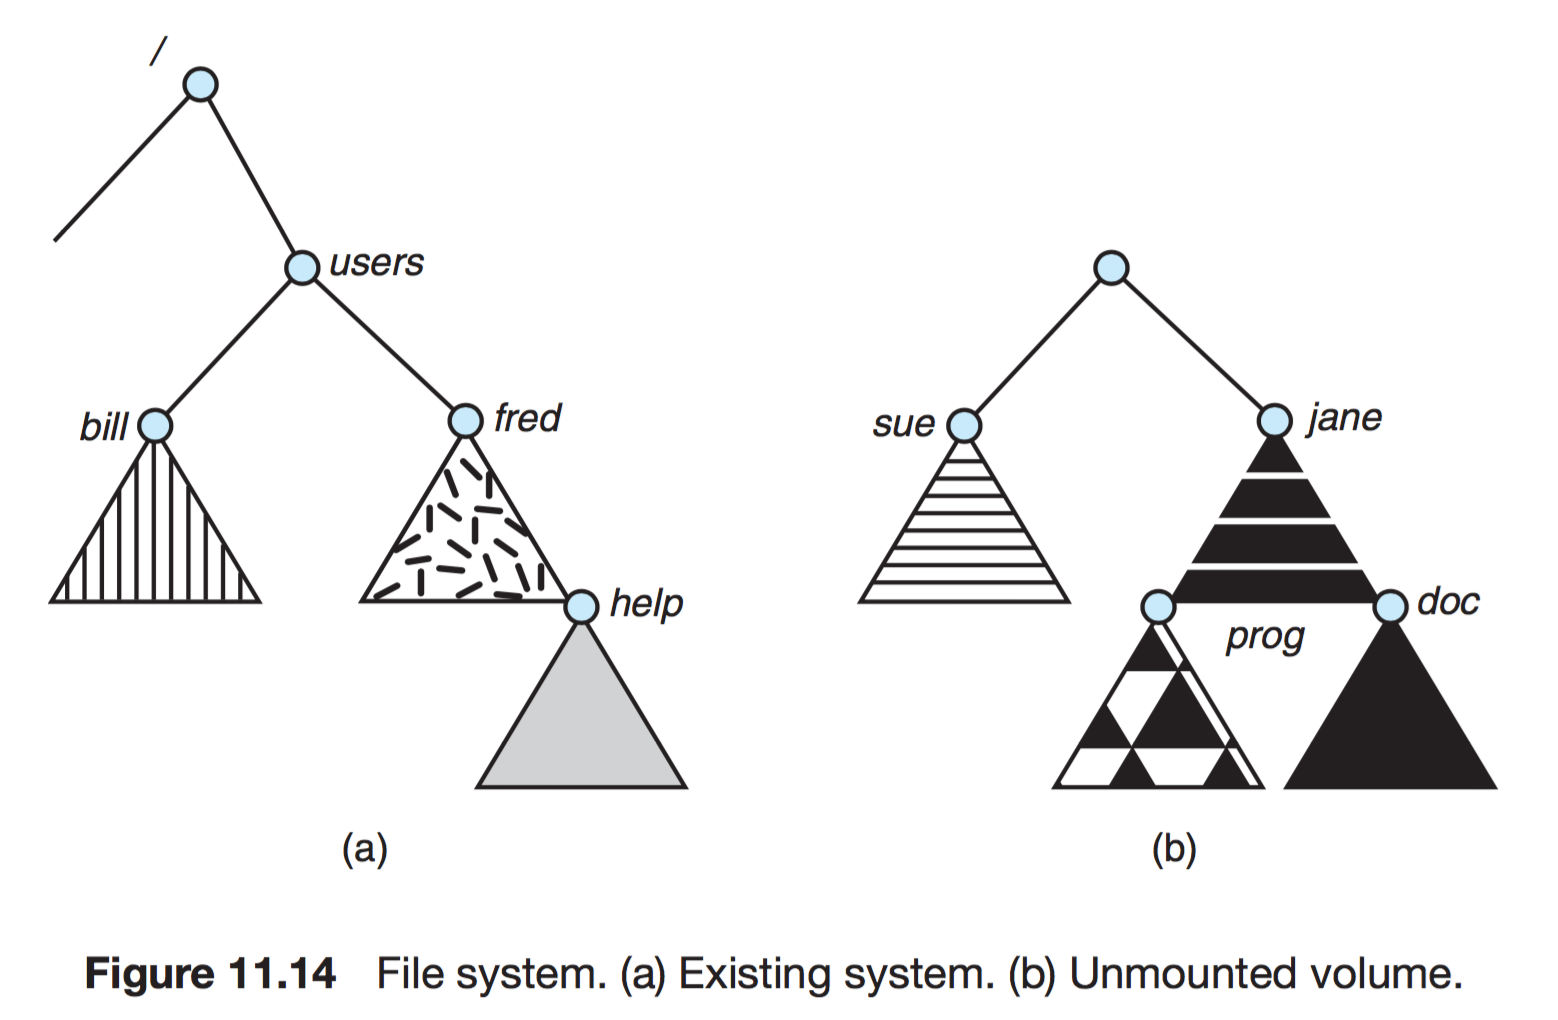 /
users
bill
fred
help
sue
jane
prog
doc
(a)
(b)
Figure 11.14 File system. (a) Existing system. (b) Unmounted volume.